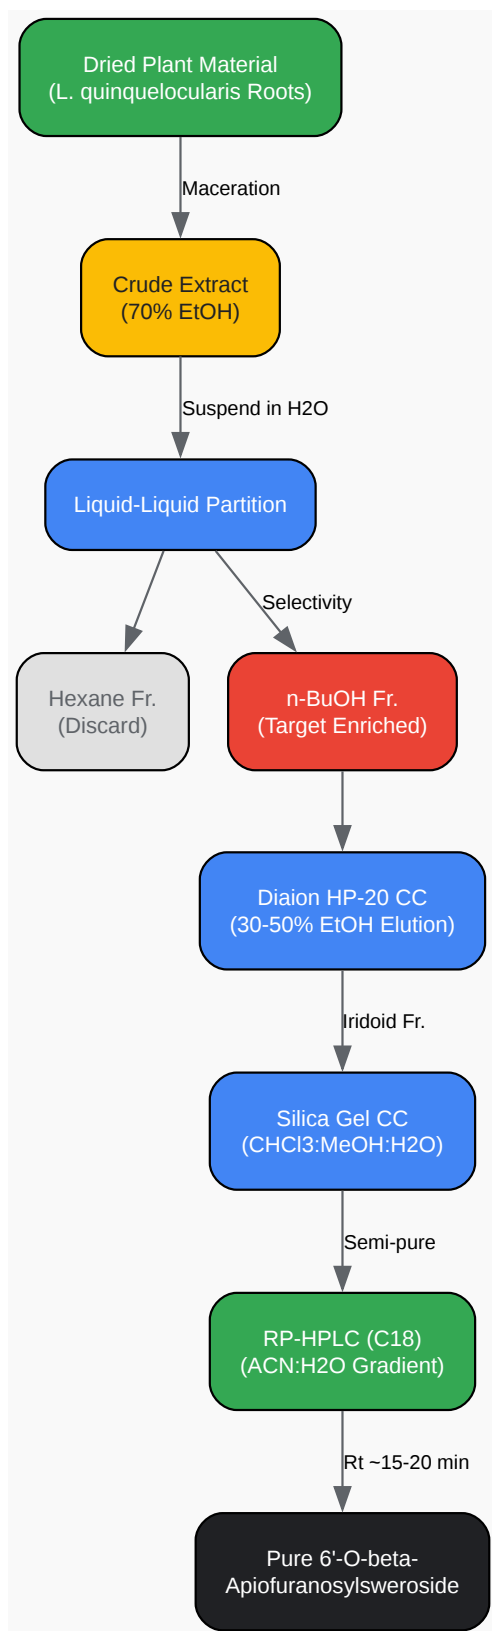 Dried Plant Material
(L. quinquelocularis Roots)
Maceration
Crude Extract
(70% EtOH)
Suspend in H2O
Liquid-Liquid Partition
Selectivity
Hexane Fr.
(Discard)
n-BuOH Fr.
(Target Enriched)
Diaion HP-20 CC
(30-50% EtOH Elution)
Iridoid Fr.
Silica Gel CC
(CHCl3:MeOH:H2O)
Semi-pure
RP-HPLC (C18)
(ACN:H2O Gradient)
Rt ~15-20 min
Pure 6'-O-beta-
Apiofuranosylsweroside